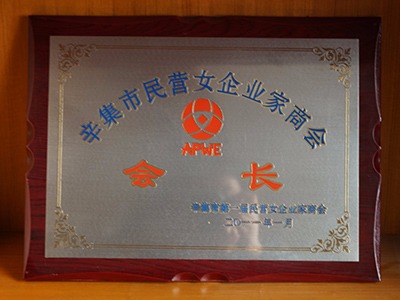 辛集市民营女企业家商会
会长
辛集市第一届民营女企业家商会
二〇一一年一月